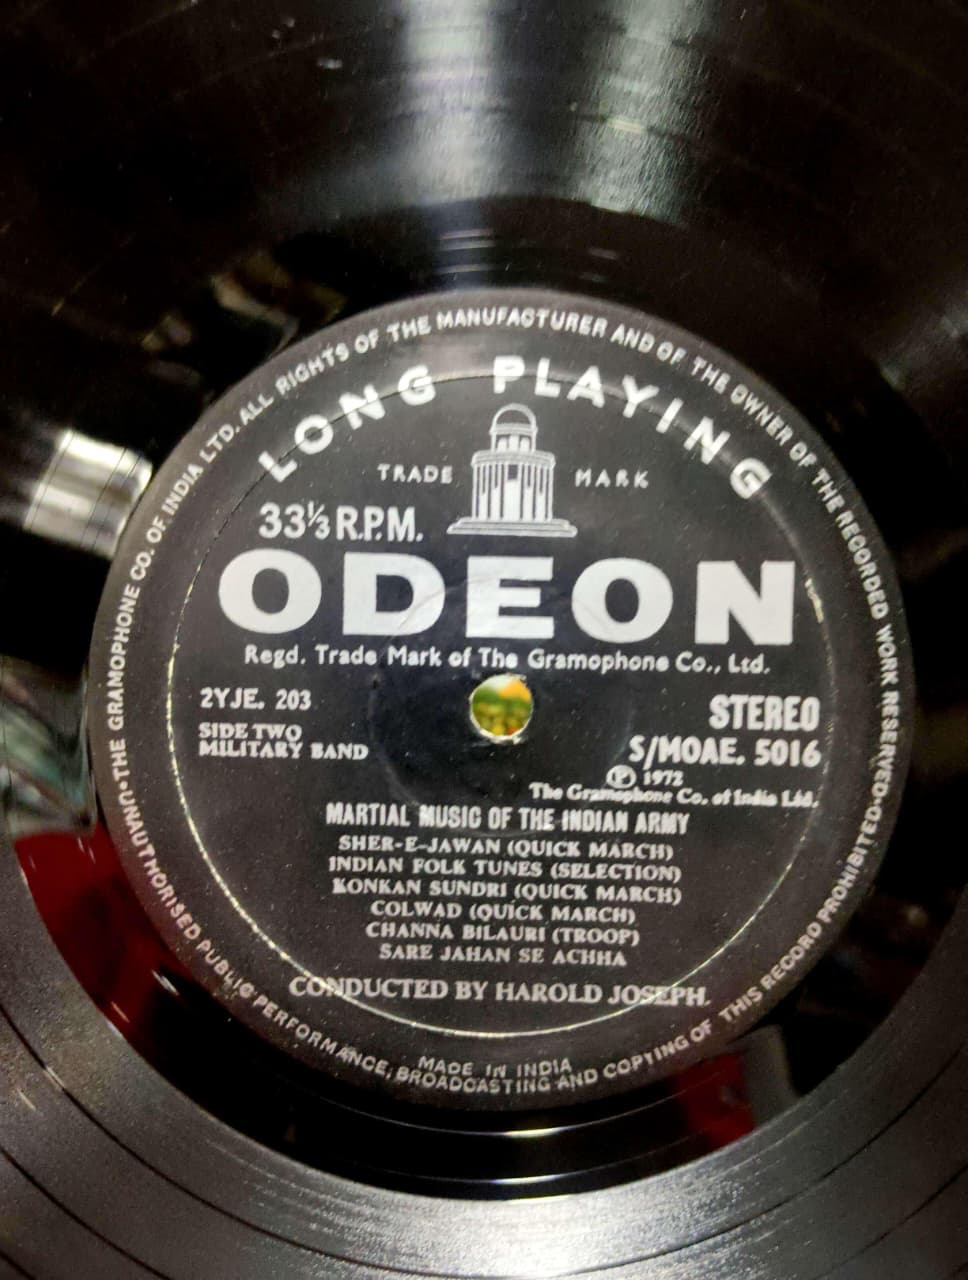 THE GRAMOPHONE CO. OF INDIA LTD. ALL RIGHTS OF THE MANUFACTURER AND OF THE OWNER OF THE RECORDED WORK RESERVED • UNAUTHORISED PUBLIC PERFORMANCE, BROADCASTING AND COPYING OF THIS RECORD PROHIBITED •
LONG PLAYING
TRADE MARK
33⅓ R.P.M.
ODEON
Regd. Trade Mark of The Gramophone Co., Ltd.
2YJE. 203
STEREO
SIDE TWO
MILITARY BAND
S/MOAE. 5016
Ⓟ 1972
The Gramophone Co. of India Ltd.
MARTIAL MUSIC OF THE INDIAN ARMY
SHER-E-JAWAN (QUICK MARCH)
INDIAN FOLK TUNES (SELECTION)
KONKAN SUNDRI (QUICK MARCH)
COLWAD (QUICK MARCH)
CHANNA BILAURI (TROOP)
SARE JAHAN SE ACHHA
CONDUCTED BY HAROLD JOSEPH.
MADE IN INDIA